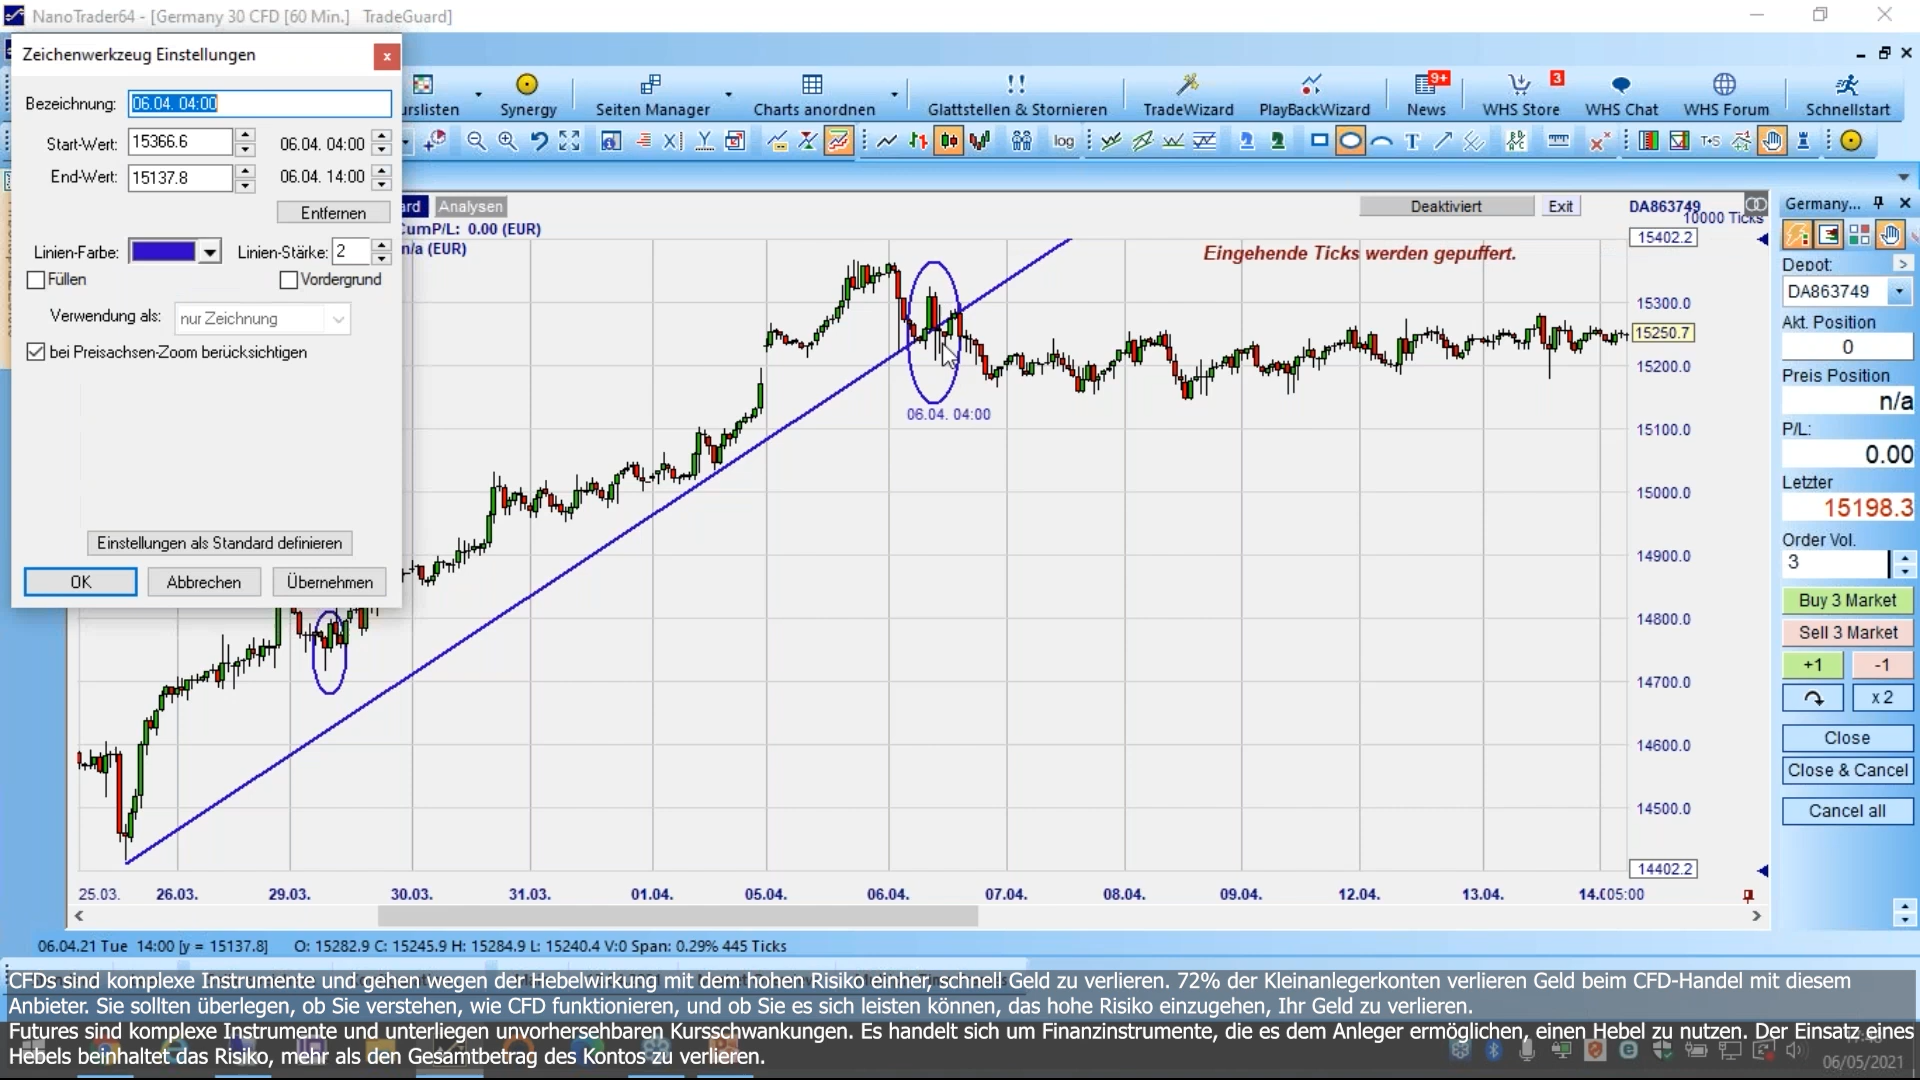 NanoTrader64 - [Germany 30 CFD [60 Min.] TradeGuard]
Zeichenwerkzeug Einstellungen
Bezeichnung: 06.04. 04:00
Start-Wert: 15366.6 06.04. 04:00
End-Wert: 15137.8 06.04. 14:00
Entfernen
Linien-Farbe: Linien-Stärke: 2
Füllen Vordergrund
Verwendung als: nur Zeichnung
bei Preisachsen-Zoom berücksichtigen
Einstellungen als Standard definieren
OK Abbrechen Übernehmen
urslisten Synergy Seiten Manager Charts anordnen Glattstellen & Stornieren TradeWizard PlayBackWizard News 9+ WHS Store 3 WHS Chat WHS Forum Schnellstart
log T T+S
ard Analysen Deaktiviert Exit DA863749
10000 Ticks
CumP/L: 0.00 (EUR)
n/a (EUR)
Eingehende Ticks werden gepuffert.
15402.2
15300.0
15250.7
15200.0
15100.0
15000.0
14900.0
14800.0
14700.0
14600.0
14500.0
14402.2
06.04. 04:00
25.03. 26.03. 29.03. 30.03. 31.03. 01.04. 05.04. 06.04. 07.04. 08.04. 09.04. 12.04. 13.04. 14.05:00
Germany...
Depot: >
DA863749
Akt. Position
0
Preis Position
n/a
P/L:
0.00
Letzter
15198.3
Order Vol.
3
Buy 3 Market
Sell 3 Market
+1 -1
x 2
Close
Close & Cancel
Cancel all
06.04.21 Tue 14:00 [y = 15137.8] O: 15282.9 C: 15245.9 H: 15284.9 L: 15240.4 V:0 Span: 0.29% 445 Ticks
CFDs sind komplexe Instrumente und gehen wegen der Hebelwirkung mit dem hohen Risiko einher, schnell Geld zu verlieren. 72% der Kleinanlegerkonten verlieren Geld beim CFD-Handel mit diesem
Anbieter. Sie sollten überlegen, ob Sie verstehen, wie CFD funktionieren, und ob Sie es sich leisten können, das hohe Risiko einzugehen, Ihr Geld zu verlieren.
Futures sind komplexe Instrumente und unterliegen unvorhersehbaren Kursschwankungen. Es handelt sich um Finanzinstrumente, die es dem Anleger ermöglichen, einen Hebel zu nutzen. Der Einsatz eines
Hebels beinhaltet das Risiko, mehr als den Gesamtbetrag des Kontos zu verlieren.
06/05/2021